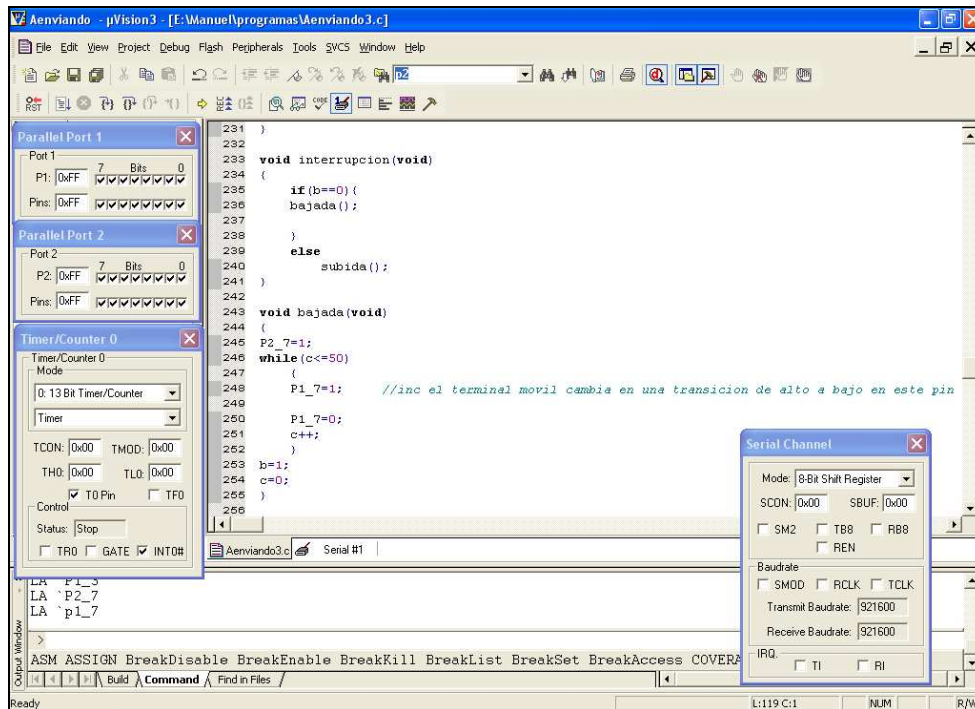 Aenviando - µVision3 - [E:\Manuel\programas\Aenviando3.c]
File Edit View Project Debug Flash Peripherals Tools SVCS Window Help
p2
RST
Parallel Port 1
Port 1
7 Bits 0
P1: 0xFF
Pins: 0xFF
Parallel Port 2
Port 2
7 Bits 0
P2: 0xFF
Pins: 0xFF
Timer/Counter 0
Timer/Counter 0
Mode
0: 13 Bit Timer/Counter
Timer
TCON: 0x00 TMOD: 0x00
TH0: 0x00 TL0: 0x00
T0 Pin TF0
Control
Status: Stop
TR0 GATE INT0#
231 }
232
233 void interrupcion(void)
234 {
235 if(b==0){
236 bajada();
237
238 }
239 else
240 subida();
241 }
242
243 void bajada(void)
244 {
245 P2_7=1;
246 while(c<=50)
247 {
248 P1_7=1; //inc el terminal movil cambia en una transicion de alto a bajo en este pin
249
250 P1_7=0;
251 c++;
252 }
253 b=1;
254 c=0;
255 }
256
Aenviando3.c Serial #1
Serial Channel
Mode: 8-Bit Shift Register
SCON: 0x00 SBUF: 0x00
SM2 TB8 RB8
REN
Baudrate
SMOD RCLK TCLK
Transmit Baudrate: 921600
Receive Baudrate: 921600
IRQ
TI RI
LA `P1_3
LA `P2_7
LA `p1_7
>
ASM ASSIGN BreakDisable BreakEnable BreakKill BreakList BreakSet BreakAccess COVERA
Output Window
Build Command Find in Files
Ready L:119 C:1 NUM R/W